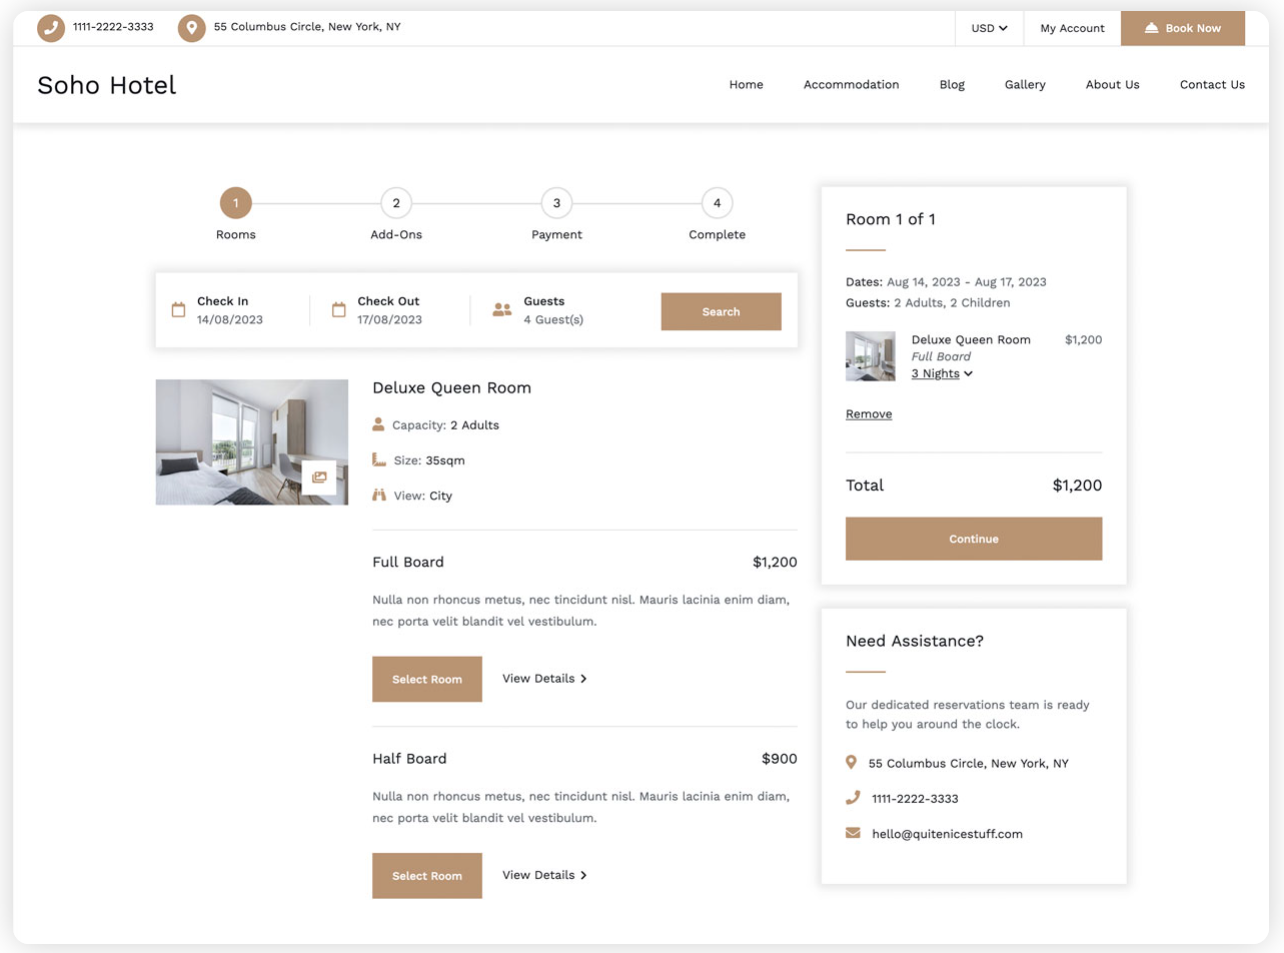 1111-2222-3333
55 Columbus Circle, New York, NY
USD
My Account
Book Now
Soho Hotel
Home
Accommodation
Blog
Gallery
About Us
Contact Us
1
2
3
4
Rooms
Add-Ons
Payment
Complete
Check In
14/08/2023
Check Out
17/08/2023
Guests
4 Guest(s)
Search
Deluxe Queen Room
Capacity: 2 Adults
Size: 35sqm
View: City
Full Board
$1,200
Nulla non rhoncus metus, nec tincidunt nisl. Mauris lacinia enim diam,
nec porta velit blandit vel vestibulum.
Select Room
View Details
Half Board
$900
Nulla non rhoncus metus, nec tincidunt nisl. Mauris lacinia enim diam,
nec porta velit blandit vel vestibulum.
Select Room
View Details
Room 1 of 1
Dates: Aug 14, 2023 - Aug 17, 2023
Guests: 2 Adults, 2 Children
Deluxe Queen Room
$1,200
Full Board
3 Nights
Remove
Total
$1,200
Continue
Need Assistance?
Our dedicated reservations team is ready
to help you around the clock.
55 Columbus Circle, New York, NY
1111-2222-3333
hello@quitenicestuff.com